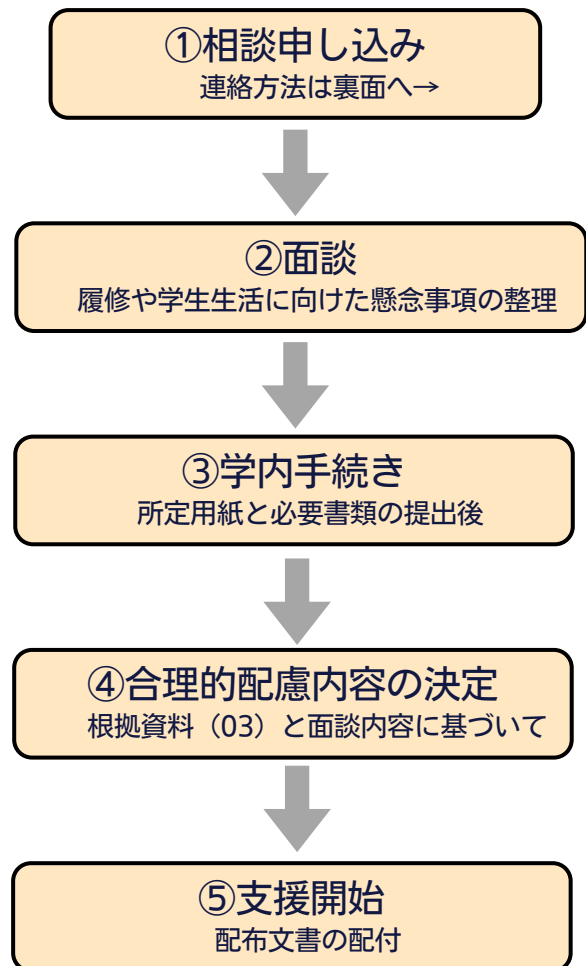 ①相談申し込み
連絡方法は裏面へ→
②面談
履修や学生生活に向けた懸念事項の整理
③学内手続き
所定用紙と必要書類の提出後
④合理的配慮内容の決定
根拠資料（03）と面談内容に基づいて
⑤支援開始
配布文書の配付